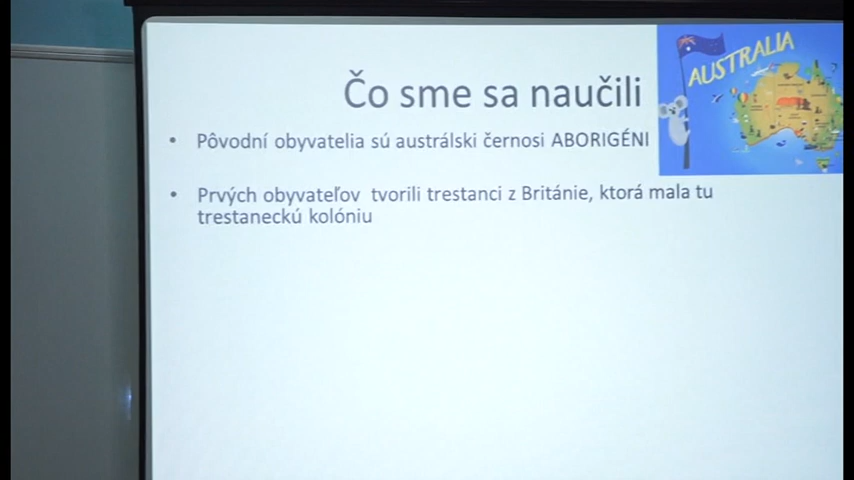 Čo sme sa naučili
AUSTRALIA
• Pôvodní obyvatelia sú austrálski černosi ABORIGÉNI
• Prvých obyvateľov tvorili trestanci z Británie, ktorá mala tu
trestaneckú kolóniu